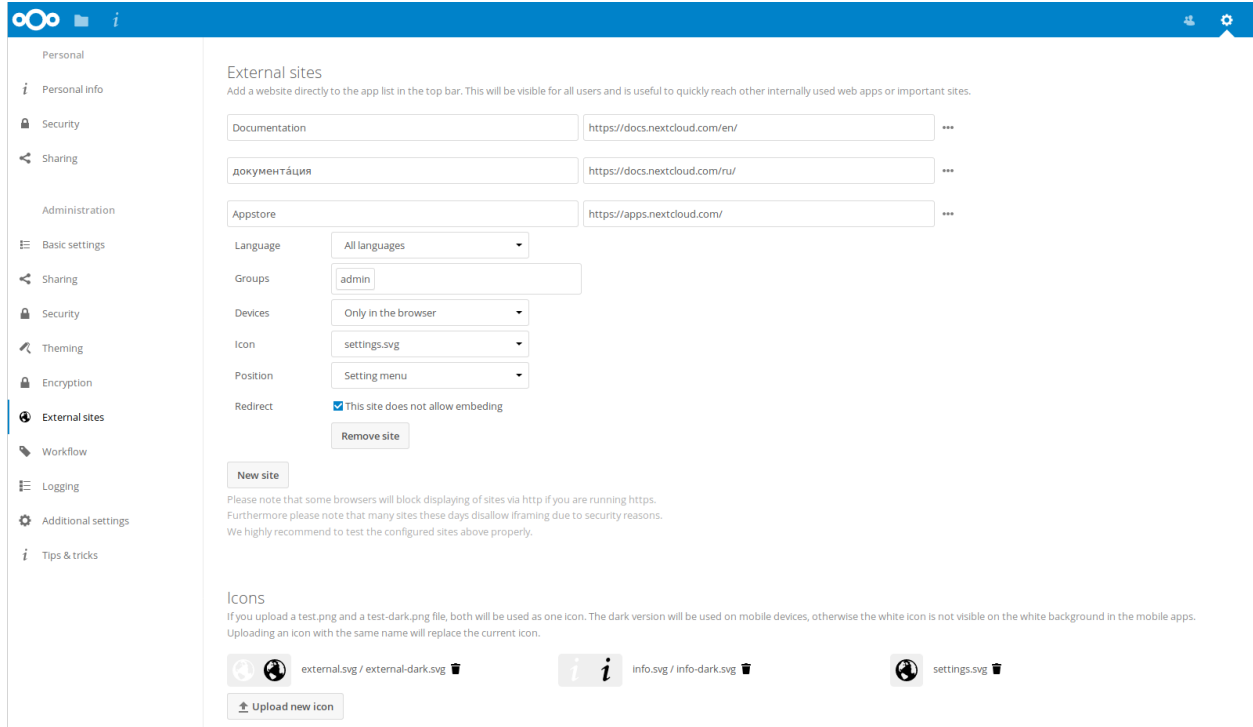 Personal
Personal info
Security
Sharing
Administration
Basic settings
Sharing
Security
Theming
Encryption
External sites
Workflow
Logging
Additional settings
Tips & tricks
External sites
Add a website directly to the app list in the top bar. This will be visible for all users and is useful to quickly reach other internally used web apps or important sites.
Documentation https://docs.nextcloud.com/en/
документа́ция https://docs.nextcloud.com/ru/
Appstore https://apps.nextcloud.com/
Language All languages
Groups admin
Devices Only in the browser
Icon settings.svg
Position Setting menu
Redirect This site does not allow embeding
Remove site
New site
Please note that some browsers will block displaying of sites via http if you are running https.
Furthermore please note that many sites these days disallow iframing due to security reasons.
We highly recommend to test the configured sites above properly.
Icons
If you upload a test.png and a test-dark.png file, both will be used as one icon. The dark version will be used on mobile devices, otherwise the white icon is not visible on the white background in the mobile apps.
Uploading an icon with the same name will replace the current icon.
external.svg / external-dark.svg info.svg / info-dark.svg settings.svg
Upload new icon